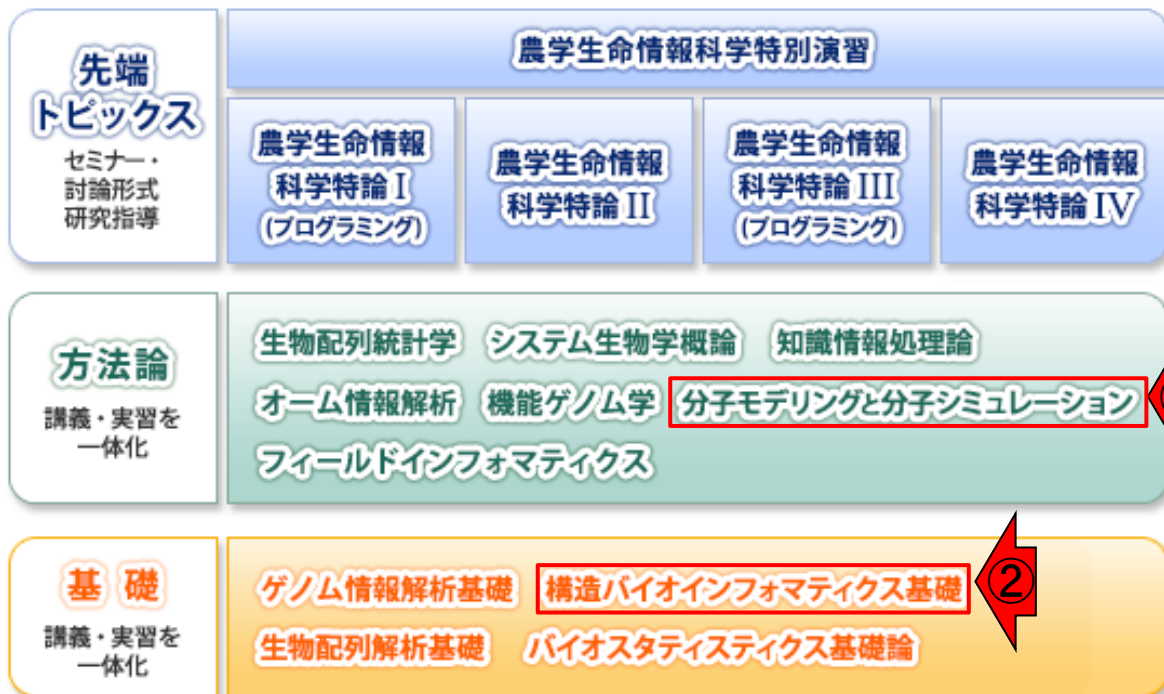 先端
トピックス
セミナー・
討論形式
研究指導
農学生命情報科学特別演習
農学生命情報
科学特論 I
(プログラミング)
農学生命情報
科学特論 II
農学生命情報
科学特論 III
(プログラミング)
農学生命情報
科学特論 IV
方法論
講義・実習を
一体化
生物配列統計学 システム生物学概論 知識情報処理論
オーム情報解析 機能ゲノム学 分子モデリングと分子シミュレーション
フィールドインフォマティクス
基 礎
講義・実習を
一体化
ゲノム情報解析基礎 構造バイオインフォマティクス基礎 ②
生物配列解析基礎 バイオスタティスティクス基礎論